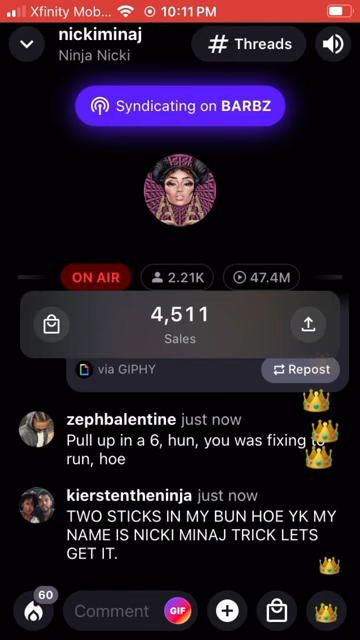 Xfinity Mob... 10:11 PM
nickiminaj
Ninja Nicki
# Threads
Syndicating on BARBZ
ON AIR
2.21K
47.4M
4,511
Sales
via GIPHY
Repost
zephbalentine just now
Pull up in a 6, hun, you was fixing to
run, hoe
kierstentheninja just now
TWO STICKS IN MY BUN HOE YK MY
NAME IS NICKI MINAJ TRICK LETS
GET IT.
60
Comment
GIF